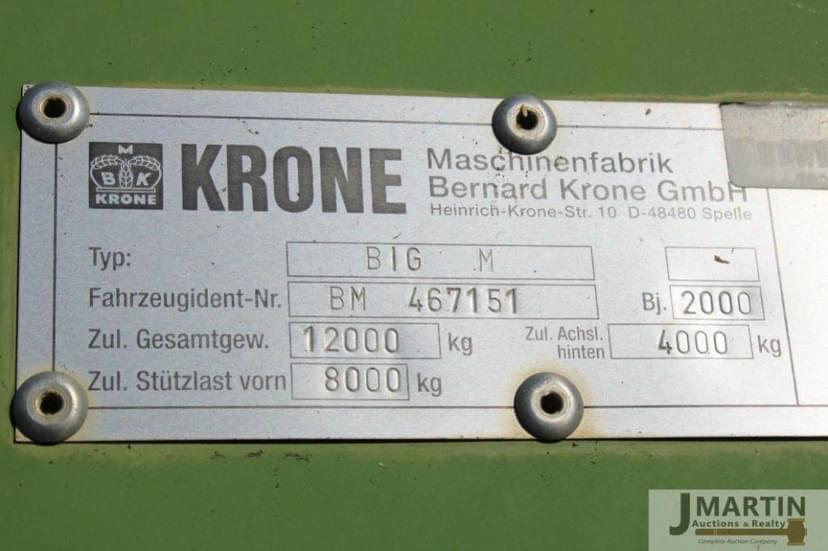 M
B K
KRONE
KRONE
Maschinenfabrik
Bernard Krone GmbH
Heinrich-Krone-Str. 10 D-48480 Spelle
Typ: BIG M
Fahrzeugident-Nr. BM 467151 Bj. 2000
Zul. Gesamtgew. 12000 kg Zul. Achsl. hinten 4000 kg
Zul. Stützlast vorn 8000 kg
J MARTIN
Auctions & Realty
Complete Auction Company